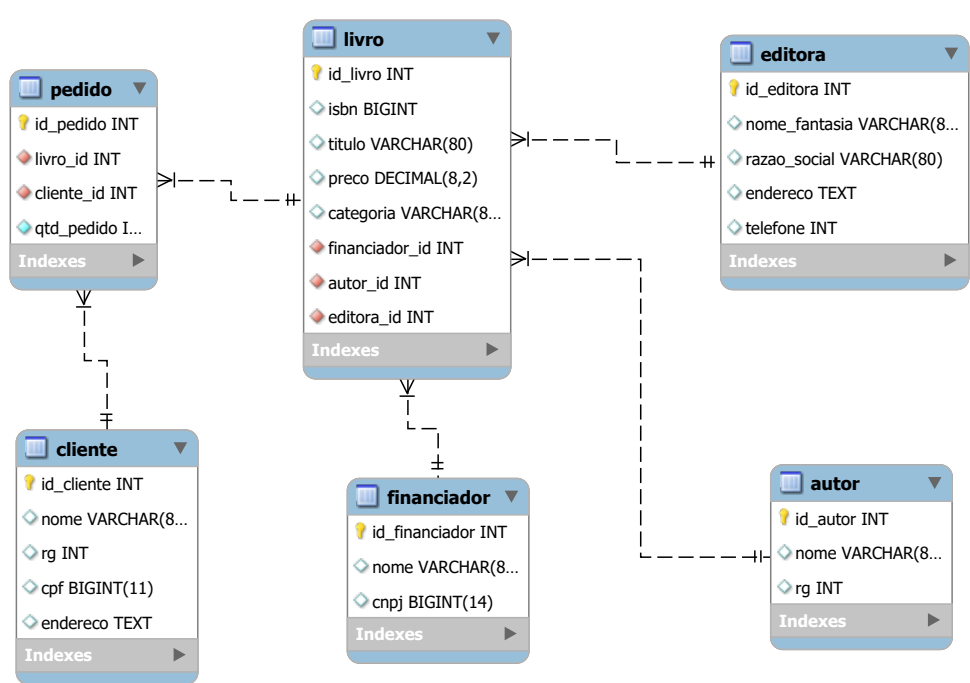 pedido
id_pedido INT
livro_id INT
cliente_id INT
qtd_pedido I...
Indexes
livro
id_livro INT
isbn BIGINT
titulo VARCHAR(80)
preco DECIMAL(8,2)
categoria VARCHAR(8...
financiador_id INT
autor_id INT
editora_id INT
Indexes
editora
id_editora INT
nome_fantasia VARCHAR(8...
razao_social VARCHAR(80)
endereco TEXT
telefone INT
Indexes
cliente
id_cliente INT
nome VARCHAR(8...
rg INT
cpf BIGINT(11)
endereco TEXT
Indexes
financiador
id_financiador INT
nome VARCHAR(8...
cnpj BIGINT(14)
Indexes
autor
id_autor INT
nome VARCHAR(8...
rg INT
Indexes